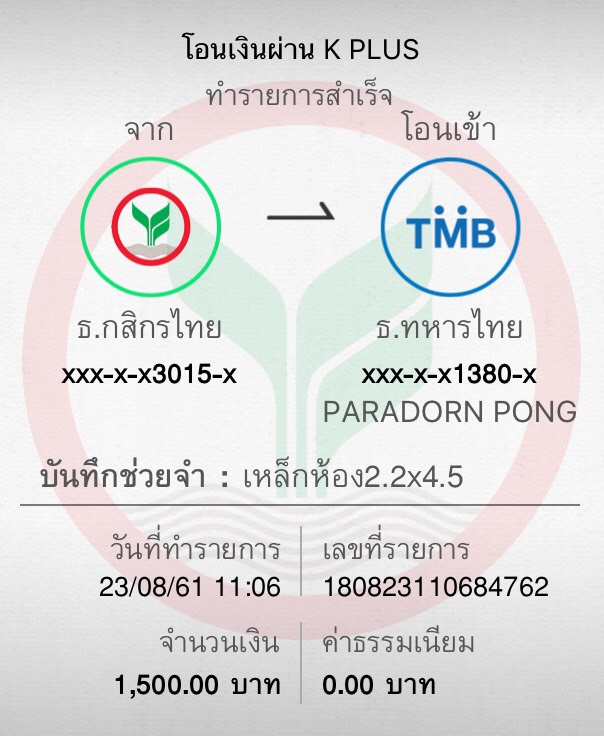 โอนเงินผ่าน K PLUS
ทำรายการสำเร็จ
จาก
โอนเข้า
TMB
ธ.กสิกรไทย
ธ.ทหารไทย
xxx-x-x3015-x
xxx-x-x1380-x
PARADORN PONG
บันทึกช่วยจำ : เหล็กห้อง2.2x4.5
วันที่ทำรายการ
เลขที่รายการ
23/08/61 11:06
180823110684762
จำนวนเงิน
ค่าธรรมเนียม
1,500.00 บาท
0.00 บาท